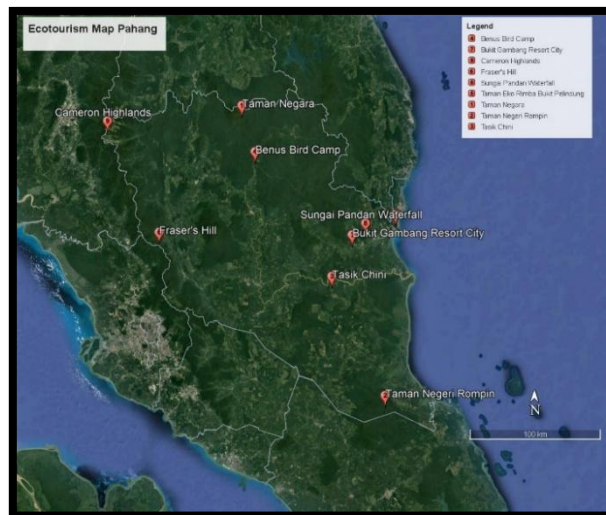 Ecotourism Map Pahang
Legend
Benus Bird Camp
Bukit Gambang Resort City
Cameron Highlands
Fraser's Hill
Sungai Pandan Waterfall
Taman Eko Rimba Bukit Pelindung
Taman Negara
Taman Negeri Rompin
Tasik Chini
Taman Negara
Cameron Highlands
Benus Bird Camp
Sungai Pandan Waterfall
Fraser's Hill
Bukit Gambang Resort City
Tasik Chini
Taman Negeri Rompin
N
100 km